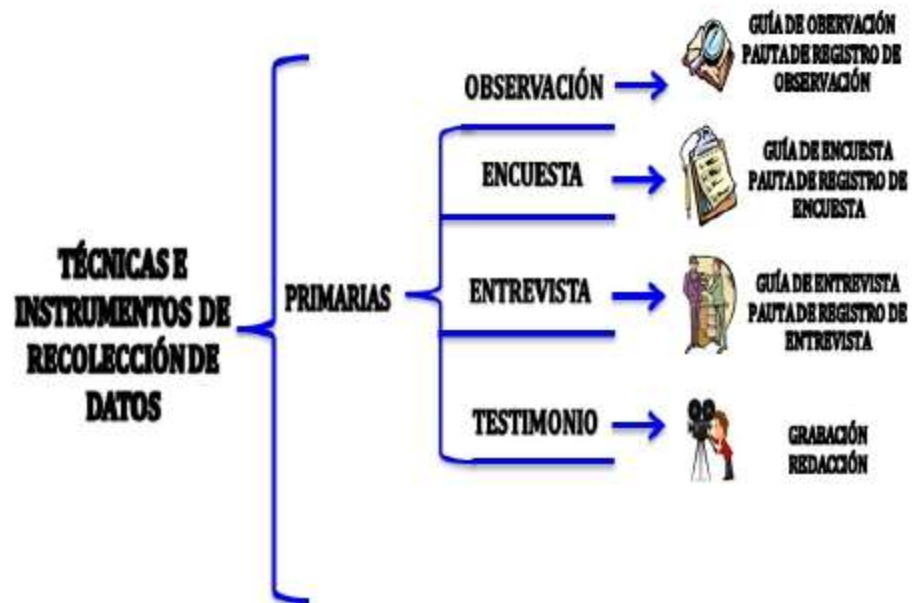 TÉCNICAS E
INSTRUMENTOS DE
RECOLECCIÓN DE
DATOS
PRIMARIAS
OBSERVACIÓN
GUÍA DE OBERVACIÓN
PAUTA DE REGISTRO DE
OBSERVACIÓN
ENCUESTA
GUÍA DE ENCUESTA
PAUTA DE REGISTRO DE
ENCUESTA
ENTREVISTA
GUÍA DE ENTREVISTA
PAUTA DE REGISTRO DE
ENTREVISTA
TESTIMONIO
GRABACIÓN
REDACCIÓN